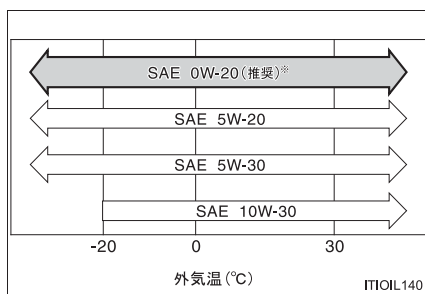 SAE 0W-20(推奨)※
SAE 5W-20
SAE 5W-30
SAE 10W-30
-20 0 30
外気温(℃)
ITIOIL140